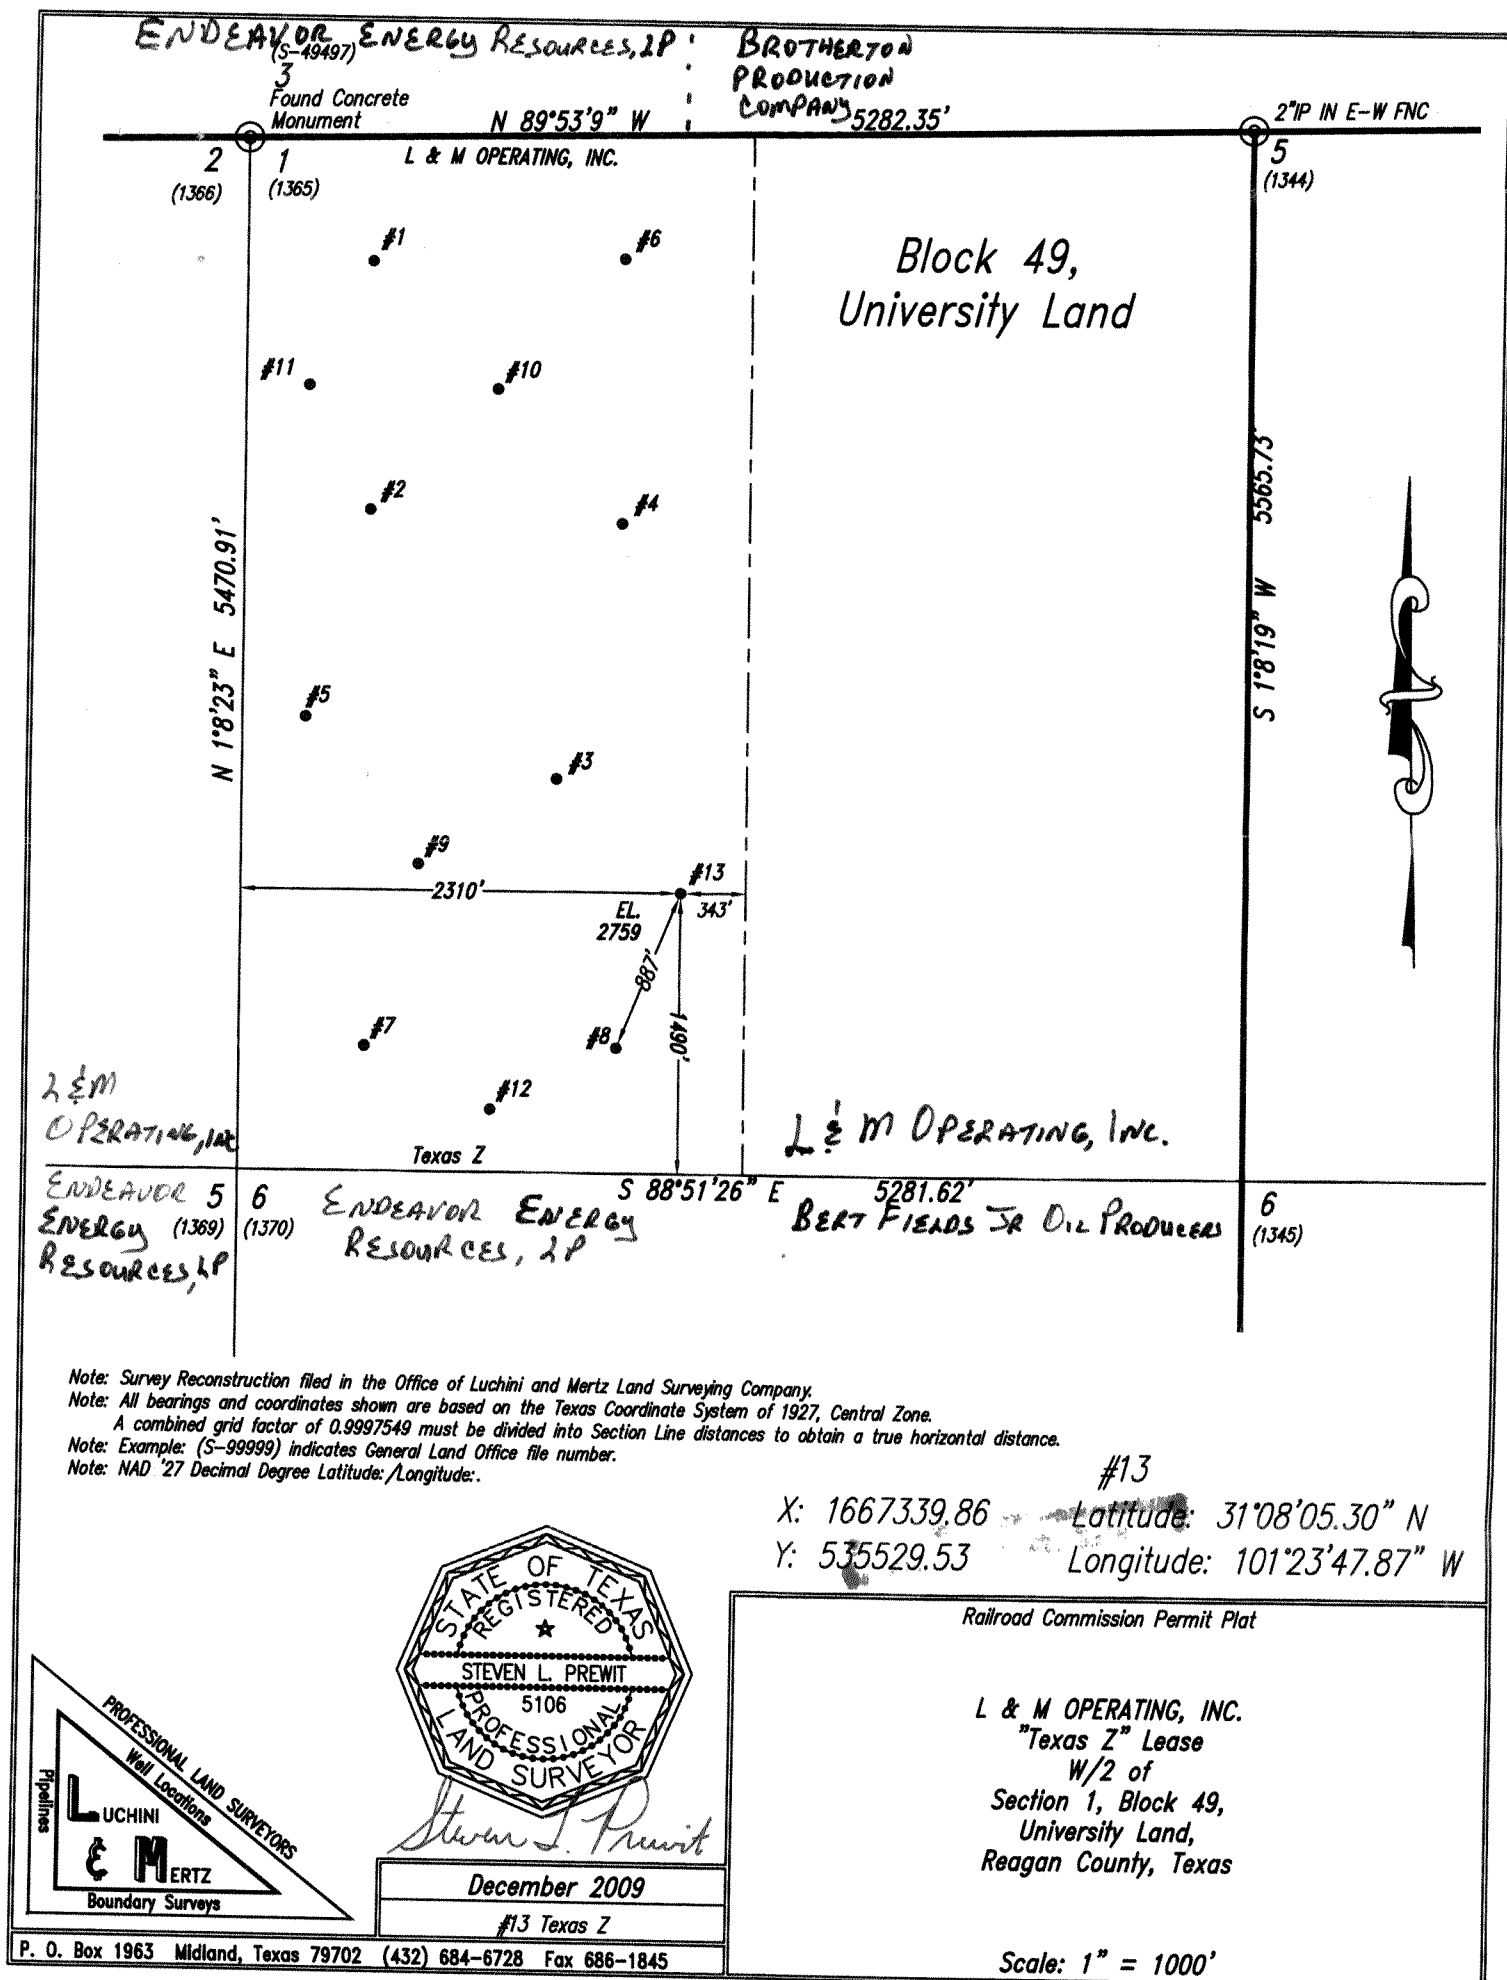 ENDEAVOR ENERGY RESOURCES, LP
(S-49497)
3
Found Concrete
Monument
N 89°53'9" W
BROTHERTON
PRODUCTION
COMPANY
5282.35'
2"IP IN E-W FNC
2
(1366)
1
(1365)
L & M OPERATING, INC.
5
(1344)
#1
#6
Block 49,
University Land
#11
#10
#2
#4
N 1°8'23" E 5470.91'
S 1°8'19" W 5565.73'
#5
#3
#9
#13
2310'
343'
EL.
2759
887'
1490'
#7
#8
#12
L & M
OPERATING, INC
Texas Z
L & M OPERATING, INC.
S 88°51'26" E 5281.62'
ENDEAVOR
ENERGY
RESOURCES, LP
5
(1369)
6
(1370)
ENDEAVOR ENERGY
RESOURCES, LP
BERT FIELDS JR OIL PRODUCERS
6
(1345)
Note: Survey Reconstruction filed in the Office of Luchini and Mertz Land Surveying Company.
Note: All bearings and coordinates shown are based on the Texas Coordinate System of 1927, Central Zone.
A combined grid factor of 0.9997549 must be divided into Section Line distances to obtain a true horizontal distance.
Note: Example: (S-99999) indicates General Land Office file number.
Note: NAD '27 Decimal Degree Latitude:/Longitude:.
#13
X: 1667339.86 Latitude: 31°08'05.30" N
Y: 535529.53 Longitude: 101°23'47.87" W
STATE OF TEXAS
REGISTERED
STEVEN L. PREWIT
5106
PROFESSIONAL
LAND SURVEYOR
Steven L. Prewit
PROFESSIONAL LAND SURVEYORS
Well Locations
Pipelines
LUCHINI
& MERTZ
Boundary Surveys
December 2009
#13 Texas Z
P. O. Box 1963 Midland, Texas 79702 (432) 684-6728 Fax 686-1845
Railroad Commission Permit Plat
L & M OPERATING, INC.
"Texas Z" Lease
W/2 of
Section 1, Block 49,
University Land,
Reagan County, Texas
Scale: 1" = 1000'